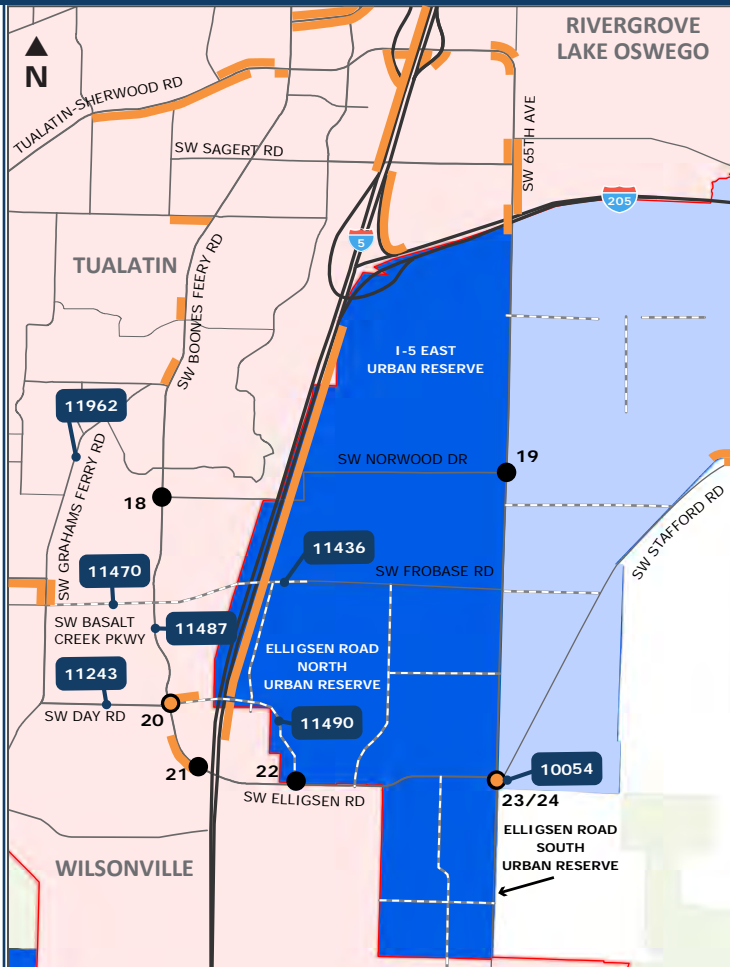 RIVERGROVE
LAKE OSWEGO
N
TUALATIN-SHERWOOD RD
SW 65TH AVE
SW SAGERT RD
205
5
TUALATIN
SW BOONES FEERY RD
I-5 EAST
URBAN RESERVE
11962
SW NORWOOD DR
19
18
SW GRAHAMS FERRY RD
SW STAFFORD RD
11436
11470
SW FROBASE RD
SW BASALT
CREEK PKWY
11487
ELLIGSEN ROAD
NORTH
URBAN RESERVE
11243
SW DAY RD
20
11490
21
22
10054
SW ELLIGSEN RD
23/24
ELLIGSEN ROAD
SOUTH
URBAN RESERVE
WILSONVILLE